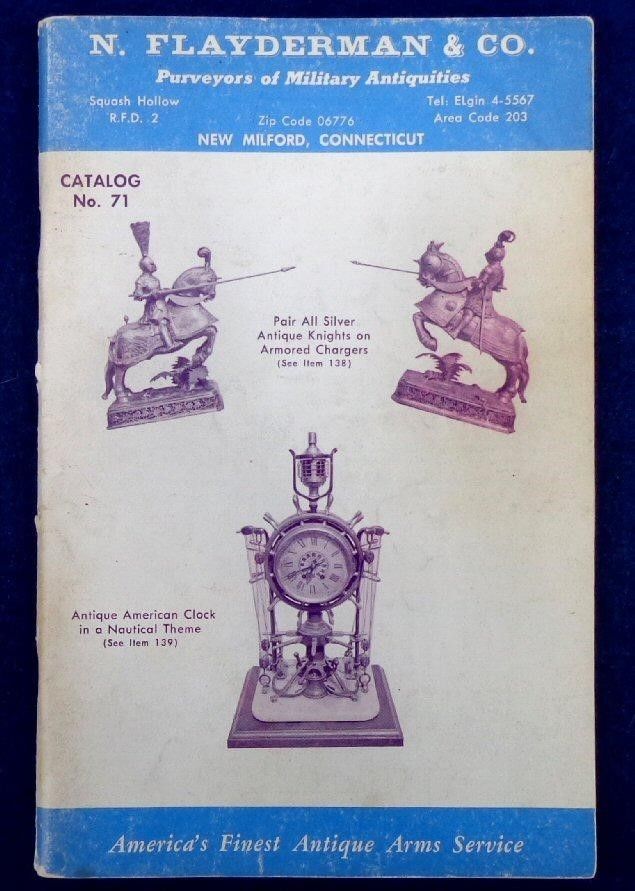 N. FLAYDERMAN & CO.
Purveyors of Military Antiquities
Squash Hollow
R.F.D. 2
Zip Code 06776
Tel: ELgin 4-5567
Area Code 203
NEW MILFORD, CONNECTICUT
CATALOG
No. 71
Pair All Silver
Antique Knights on
Armored Chargers
(See Item 138)
Antique American Clock
in a Nautical Theme
(See Item 139)
America's Finest Antique Arms Service